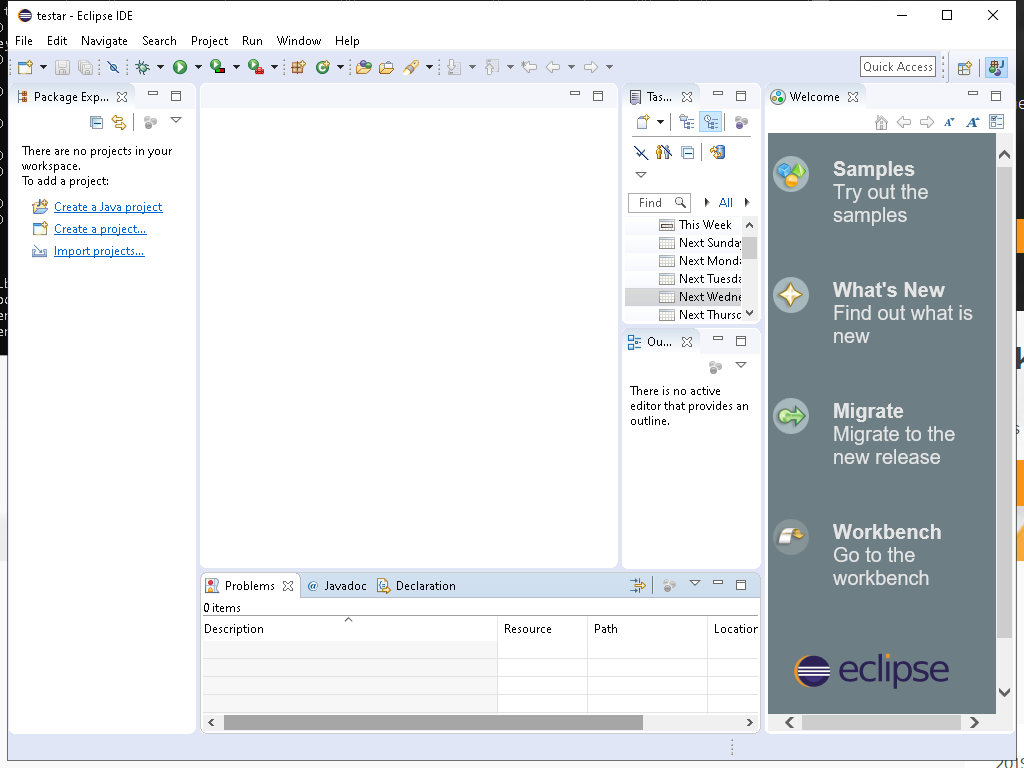 testar - Eclipse IDE
File Edit Navigate Search Project Run Window Help
Quick Access
Package Exp...
There are no projects in your
workspace.
To add a project:
Create a Java project
Create a project...
Import projects...
Tas...
Find
All
This Week
Next Sunda
Next Monda
Next Tuesda
Next Wedne
Next Thursd
Ou...
There is no active
editor that provides an
outline.
Welcome
Samples
Try out the
samples
What's New
Find out what is
new
Migrate
Migrate to the
new release
Workbench
Go to the
workbench
eclipse
Problems @ Javadoc Declaration
0 items
Description Resource Path Location